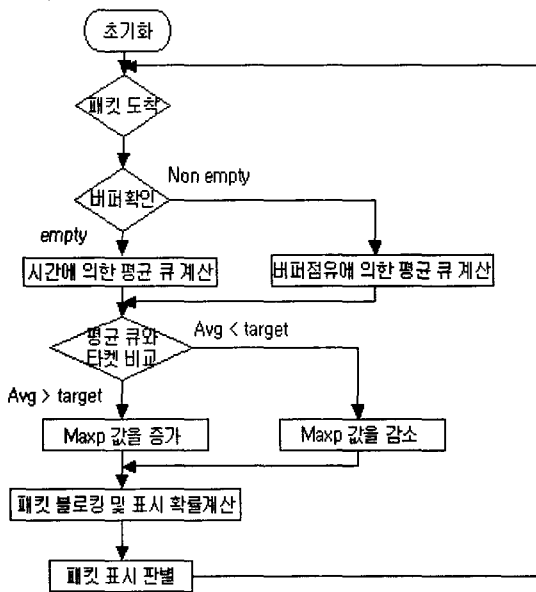 초기화
패킷 도착
버퍼확인
Non empty
empty
시간에 의한 평균 큐 계산
버퍼점유에 의한 평균 큐 계산
평균 큐와
타켓 비교
Avg < target
Avg > target
Maxp 값을 증가
Maxp 값을 감소
패킷 블로킹 및 표시 확률계산
패킷 표시 판별